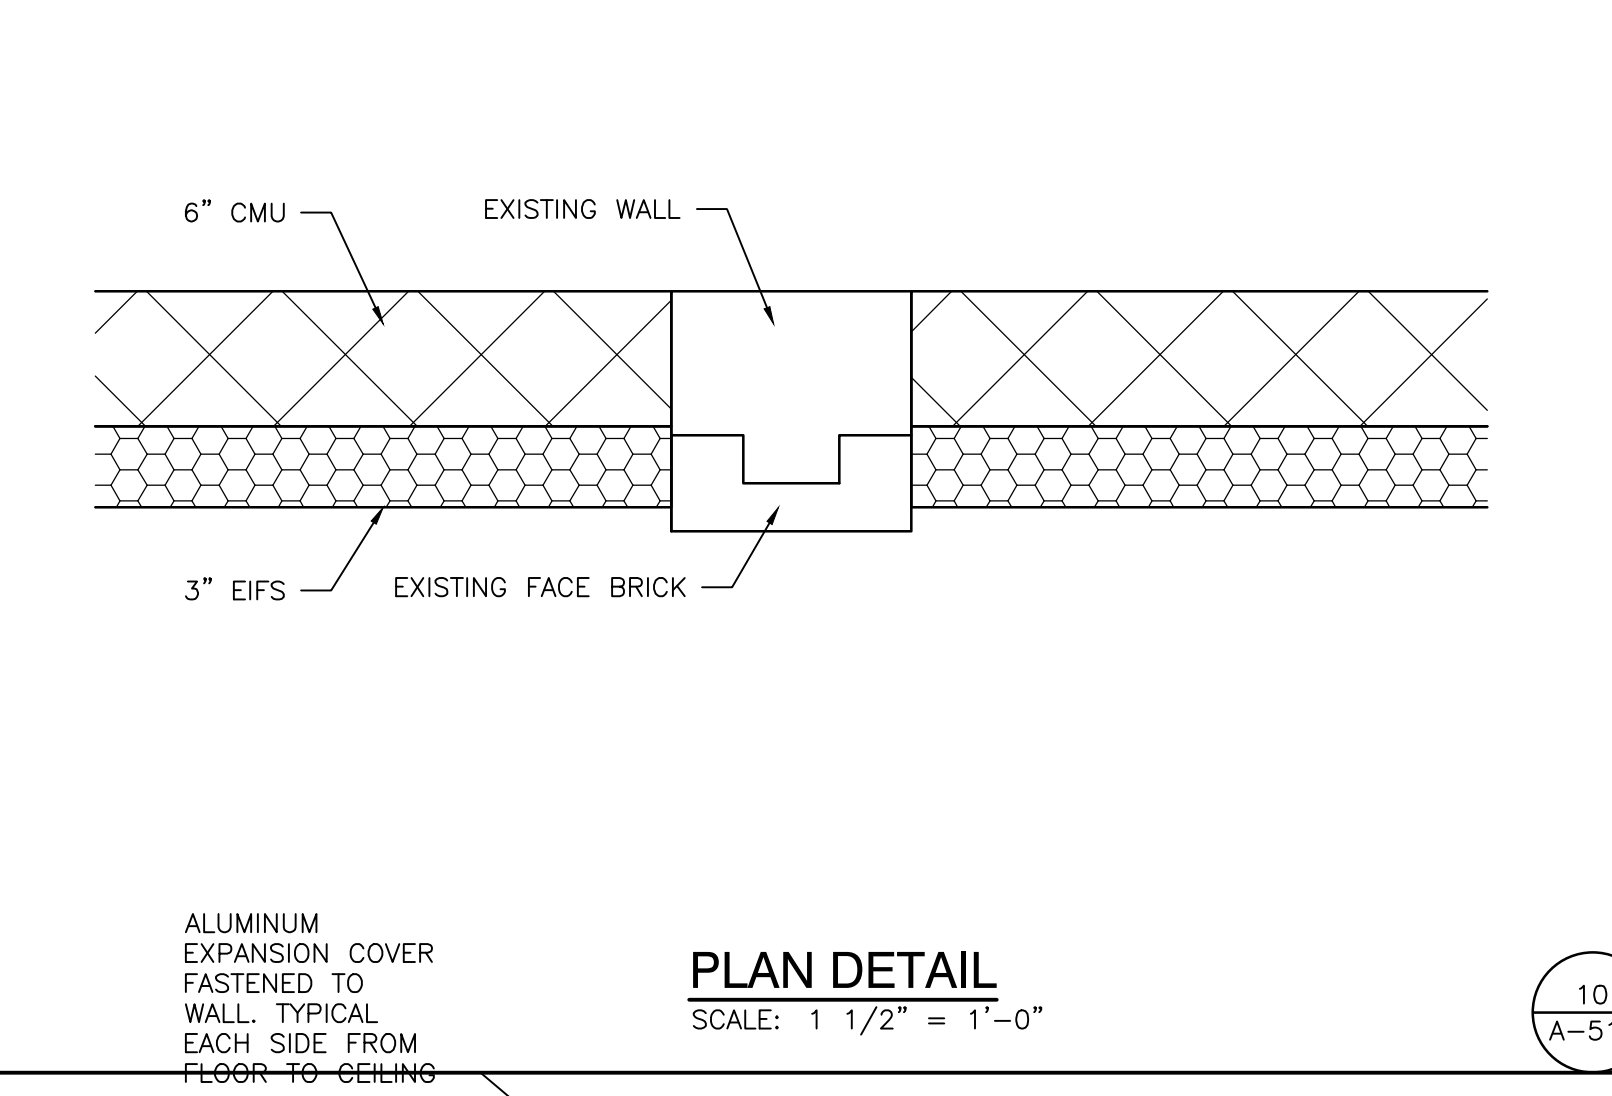 6" CMU
EXISTING WALL
3" EIFS
EXISTING FACE BRICK
ALUMINUM
EXPANSION COVER
FASTENED TO
WALL. TYPICAL
EACH SIDE FROM
FLOOR TO CEILING
PLAN DETAIL
SCALE: 1 1/2" = 1'-0"
10